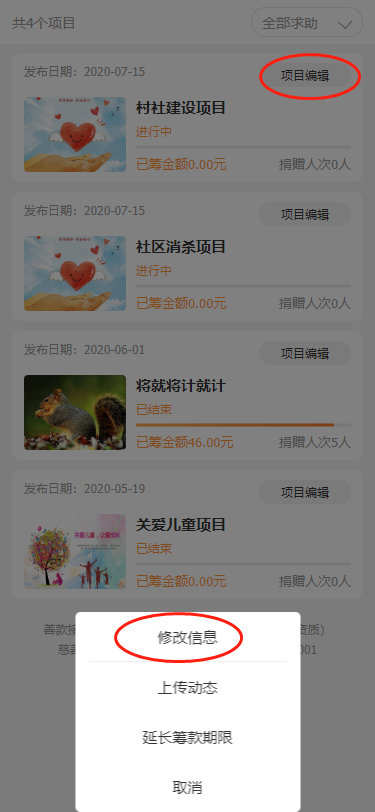 共4个项目
全部求助
发布日期：2020-07-15
项目编辑
村社建设项目
进行中
已筹金额0.00元
捐赠人次0人
发布日期：2020-07-15
项目编辑
社区消杀项目
进行中
已筹金额0.00元
捐赠人次0人
发布日期：2020-06-01
项目编辑
将就将计就计
已结束
已筹金额46.00元
捐赠人次5人
发布日期：2020-05-19
项目编辑
关爱儿童项目
已结束
已筹金额0.00元
捐赠人次0人
善款接
资质)
慈善
001
修改信息
上传动态
延长筹款期限
取消